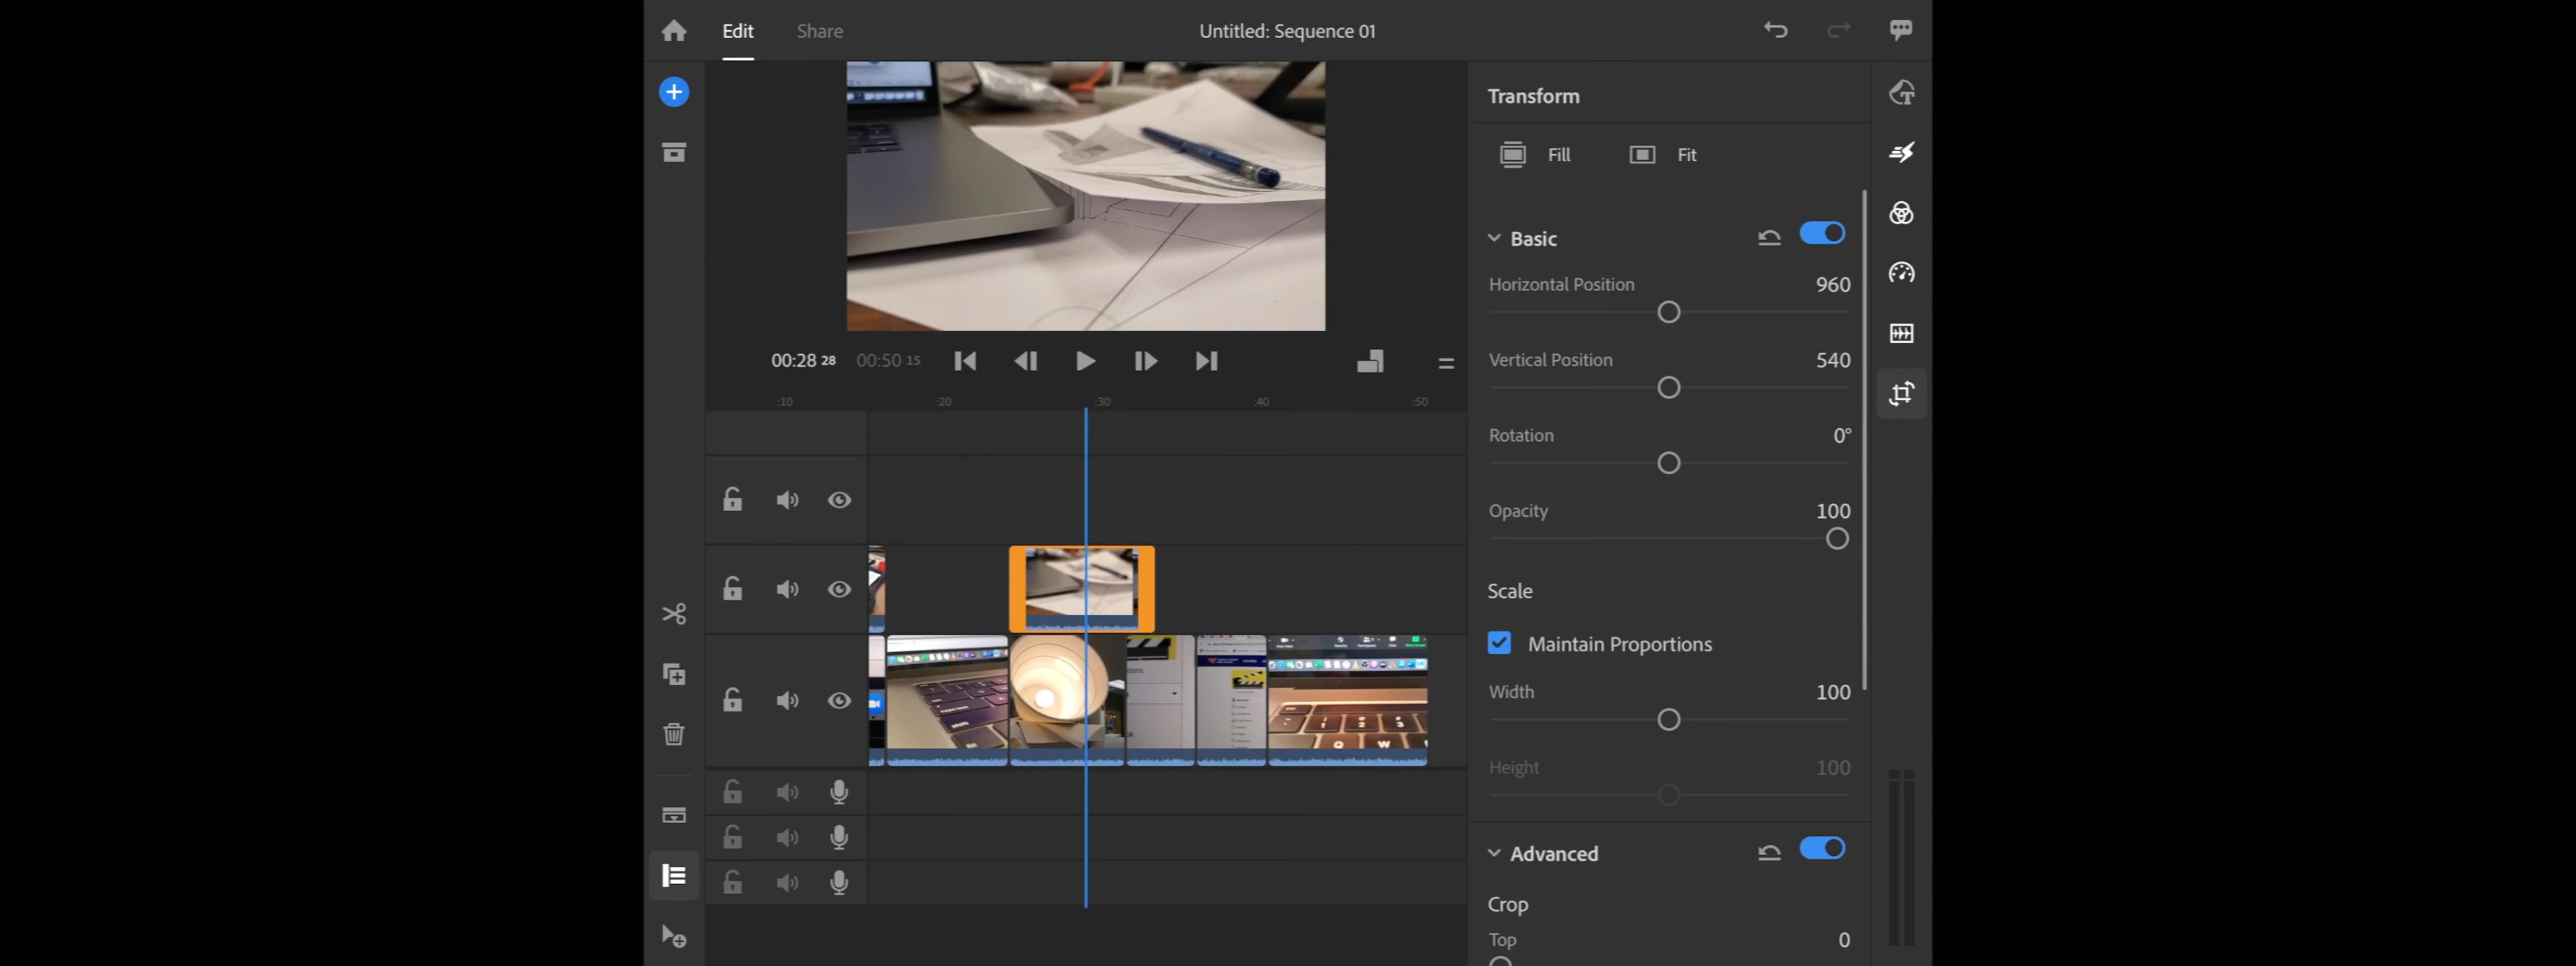 Edit
Share
Untitled: Sequence 01
Transform
Fill
Fit
Basic
Horizontal Position
960
Vertical Position
540
Rotation
0°
Opacity
100
Scale
Maintain Proportions
Width
100
Height
100
Advanced
Crop
Top
0
00:28 28
00:50 15
:10
:20
:30
:40
:50